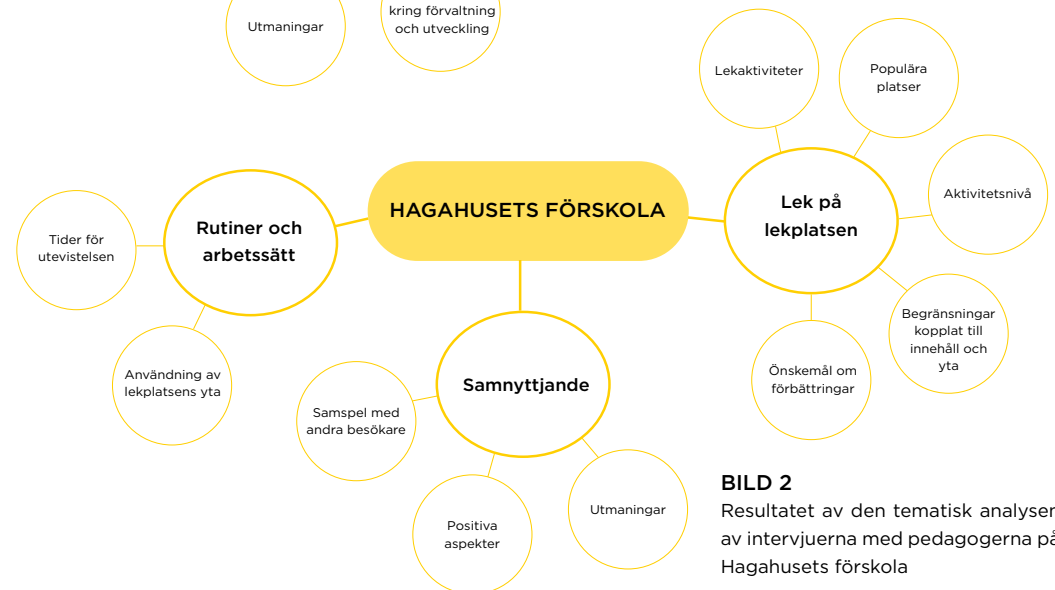 Utmaningar
kring förvaltning
och utveckling
HAGAHUSETS FÖRSKOLA
Rutiner och
arbetssätt
Tider för
utevistelsen
Användning av
lekplatsens yta
Samnyttjande
Samspel med
andra besökare
Positiva
aspekter
Utmaningar
Lek på
lekplatsen
Lekaktiviteter
Populära
platser
Aktivitetsnivå
Begränsningar
kopplat till
innehåll och
yta
Önskemål om
förbättringar
BILD 2
Resultatet av den tematisk analysen
av intervjuerna med pedagogerna på
Hagahusets förskola